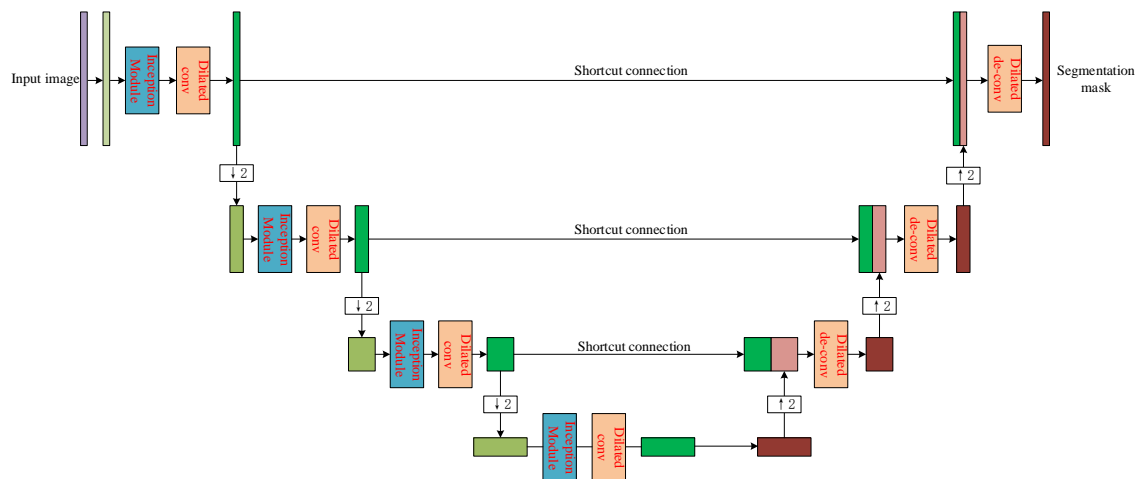 Input image
Inception
Module
Dilated
conv
Shortcut connection
Dilated
de-conv
Segmentation
mask
↓ 2
↑ 2
Inception
Module
Dilated
conv
Shortcut connection
Dilated
de-conv
↓ 2
↑ 2
Inception
Module
Dilated
conv
Shortcut connection
Dilated
de-conv
↓ 2
↑ 2
Inception
Module
Dilated
conv